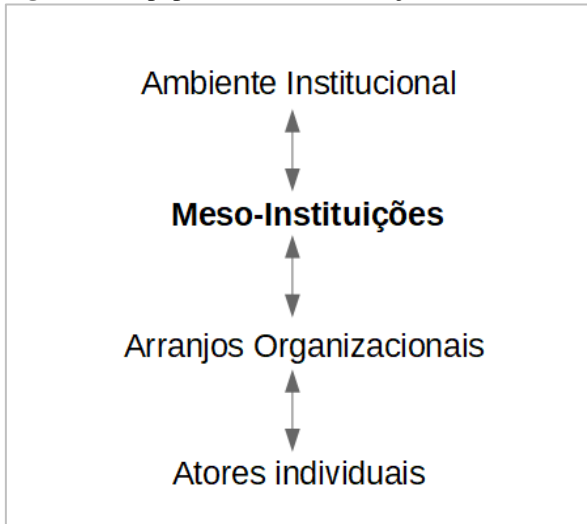 Ambiente Institucional
Meso-Instituições
Arranjos Organizacionais
Atores individuais